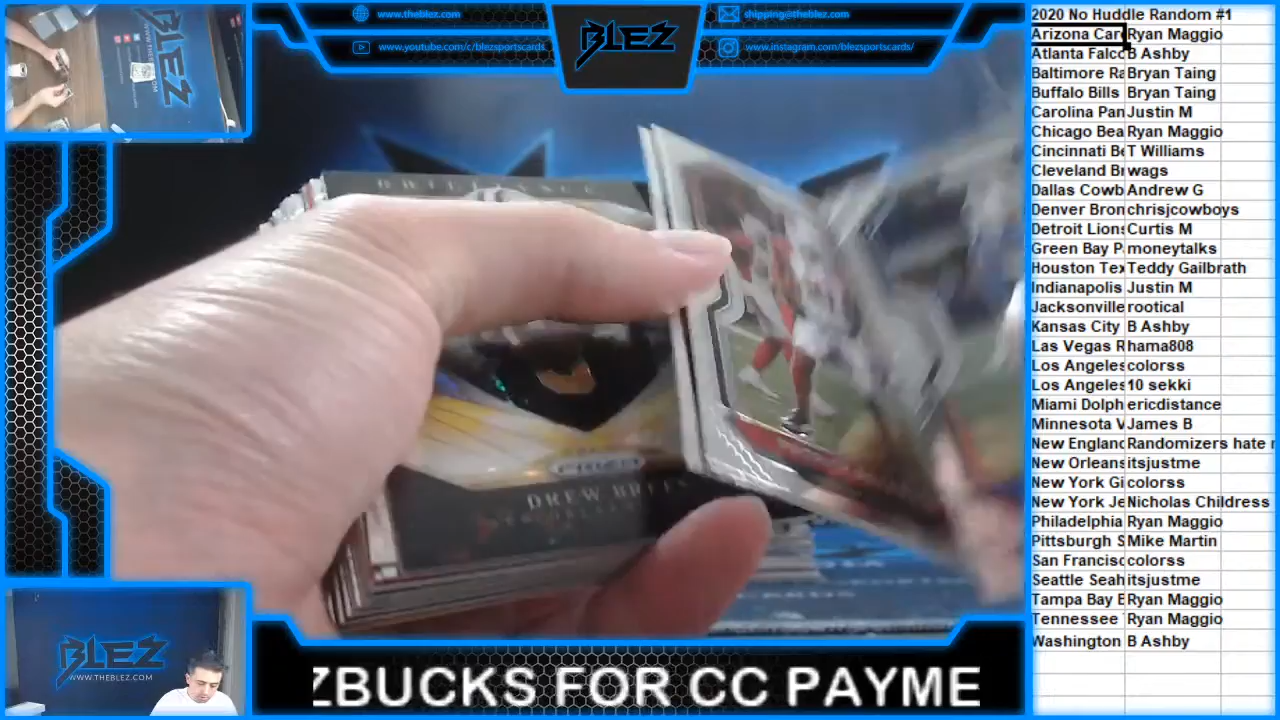 www.theblez.com
shipping@theblez.com
www.youtube.com/c/blezsportscards
www.instagram.com/blezsportscards/
BLEZ
BLEZ
BRILLIANCE
PRIZM
DREW BREES
BLEZ
WWW.THEBLEZ.COM
ZBUCKS FOR CC PAYME
2020 No Huddle Random #1
Arizona Car Ryan Maggio
Atlanta Falco B Ashby
Baltimore Ra Bryan Taing
Buffalo Bills Bryan Taing
Carolina Pan Justin M
Chicago Bea Ryan Maggio
Cincinnati Be T Williams
Cleveland Br wags
Dallas Cowb Andrew G
Denver Bron chrisjcowboys
Detroit Lions Curtis M
Green Bay P moneytalks
Houston Tex Teddy Gailbrath
Indianapolis Justin M
Jacksonville rootical
Kansas City B Ashby
Las Vegas R hama808
Los Angeles colorss
Los Angeles 10 sekki
Miami Dolph ericdistance
Minnesota V James B
New England Randomizers hate
New Orleans itsjustme
New York Gi colorss
New York Je Nicholas Childress
Philadelphia Ryan Maggio
Pittsburgh S Mike Martin
San Francisc colorss
Seattle Seah itsjustme
Tampa Bay B Ryan Maggio
Tennessee Ryan Maggio
Washington B Ashby